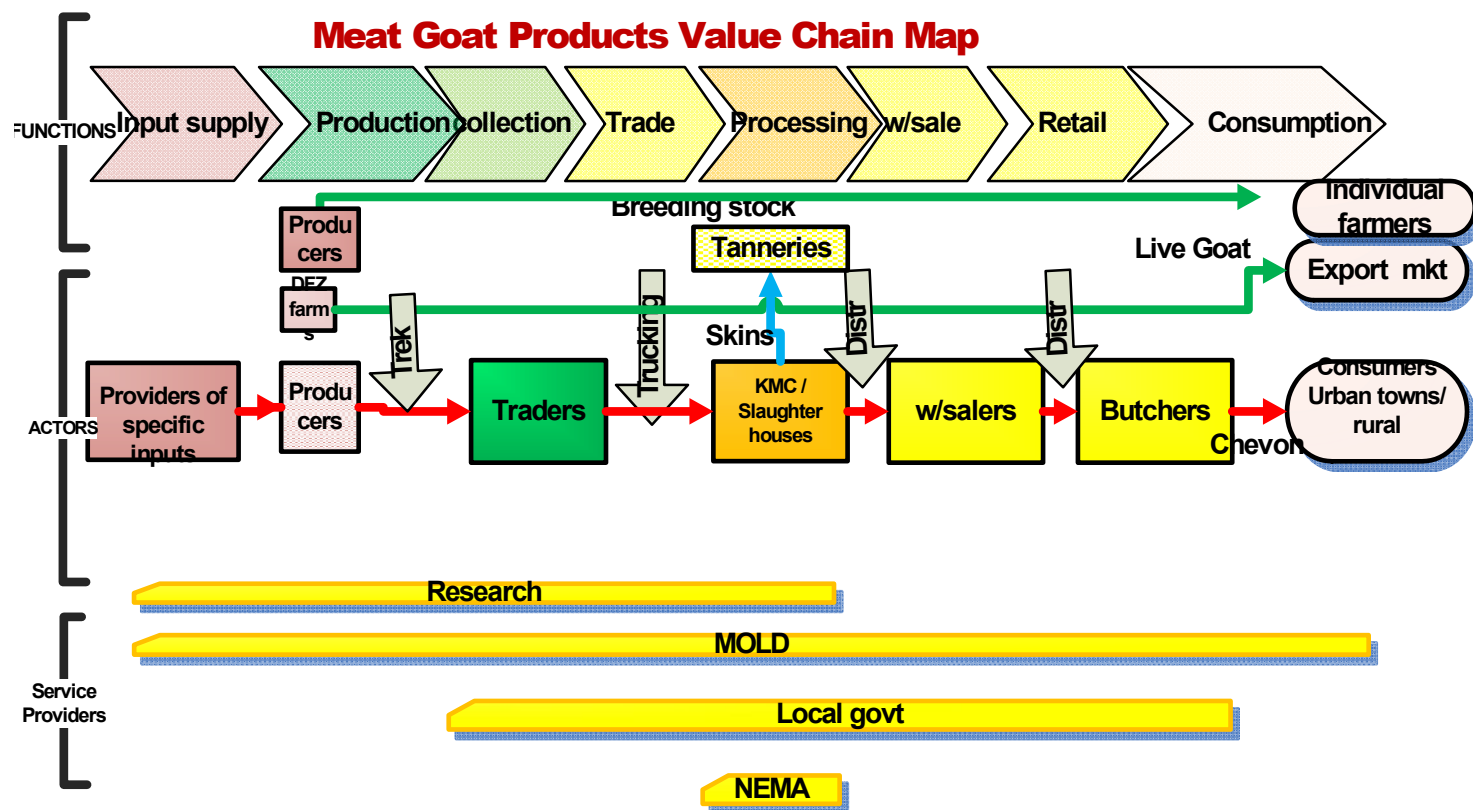 Meat Goat Products Value Chain Map
FUNCTIONS
Input supply
Production
collection
Trade
Processing
w/sale
Retail
Consumption
Breeding stock
Individual
farmers
Produ
cers
Tanneries
Live Goat
Export mkt
DFZ
farm
s
Trek
Trucking
Skins
Distr
Distr
ACTORS
Providers of
specific
inputs
Produ
cers
Traders
KMC /
Slaughter
houses
w/salers
Butchers
Chevon
Consumers
Urban towns/
rural
Research
MOLD
Service
Providers
Local govt
NEMA